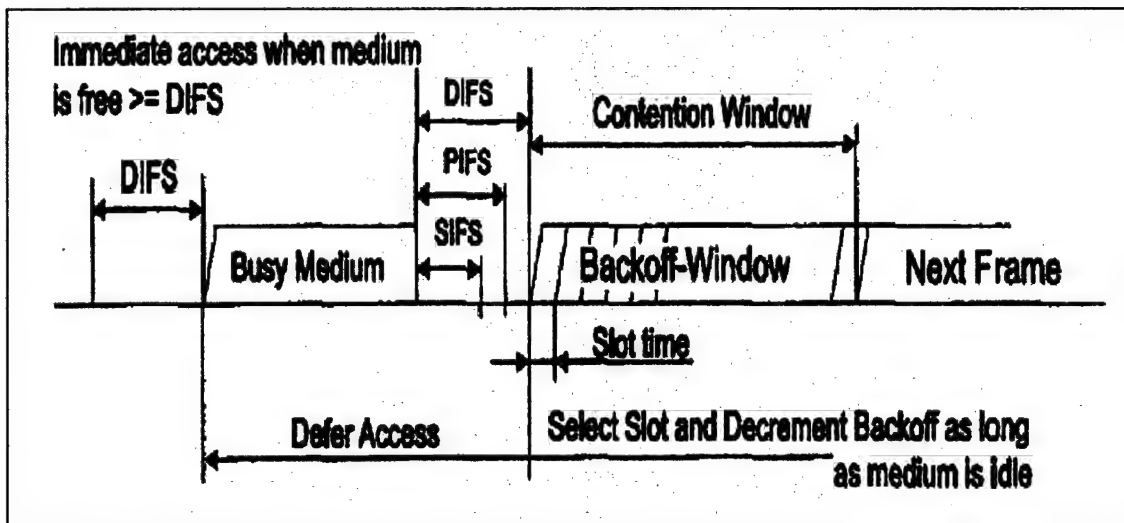 Immediate access when medium
is free >= DIFS
DIFS
DIFS
PIFS
SIFS
Contention Window
Busy Medium
Backoff-Window
Next Frame
Slot time
Defer Access
Select Slot and Decrement Backoff as long
as medium is idle